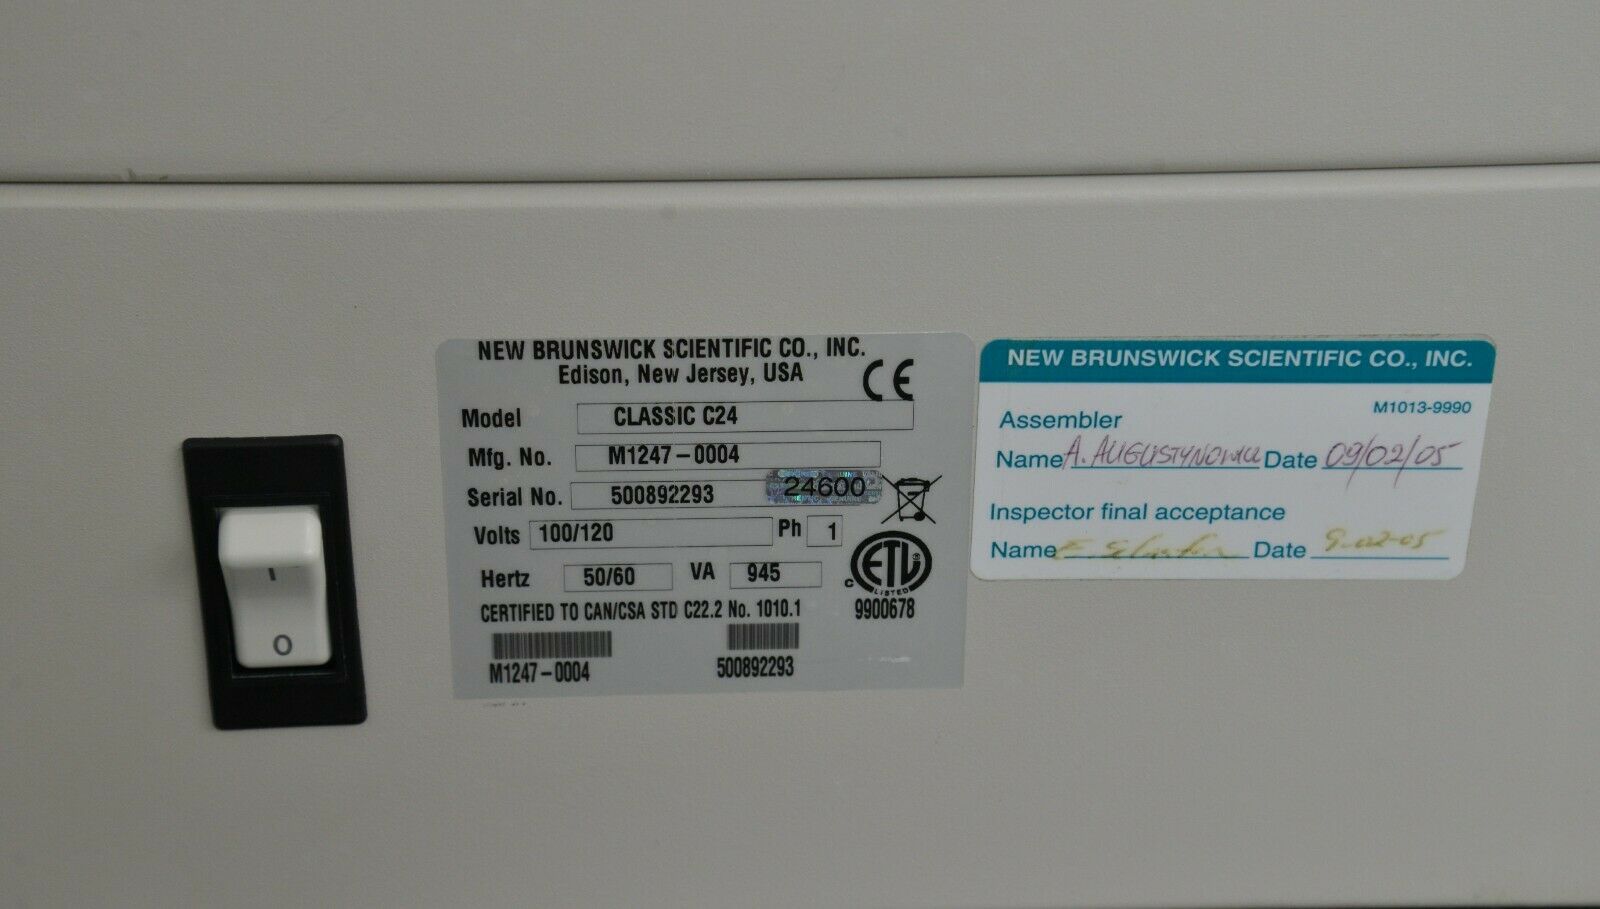 I
O
NEW BRUNSWICK SCIENTIFIC CO., INC.
Edison, New Jersey, USA
CE
Model CLASSIC C24
Mfg. No. M1247-0004
Serial No. 500892293 24600
Volts 100/120 Ph 1
Hertz 50/60 VA 945
C ETL LISTED
CERTIFIED TO CAN/CSA STD C22.2 No. 1010.1 9900678
M1247-0004 500892293
NEW BRUNSWICK SCIENTIFIC CO., INC.
M1013-9990
Assembler
Name A. AUGUSTYNOWICZ Date 09/02/05
Inspector final acceptance
Name Date 9-02-05